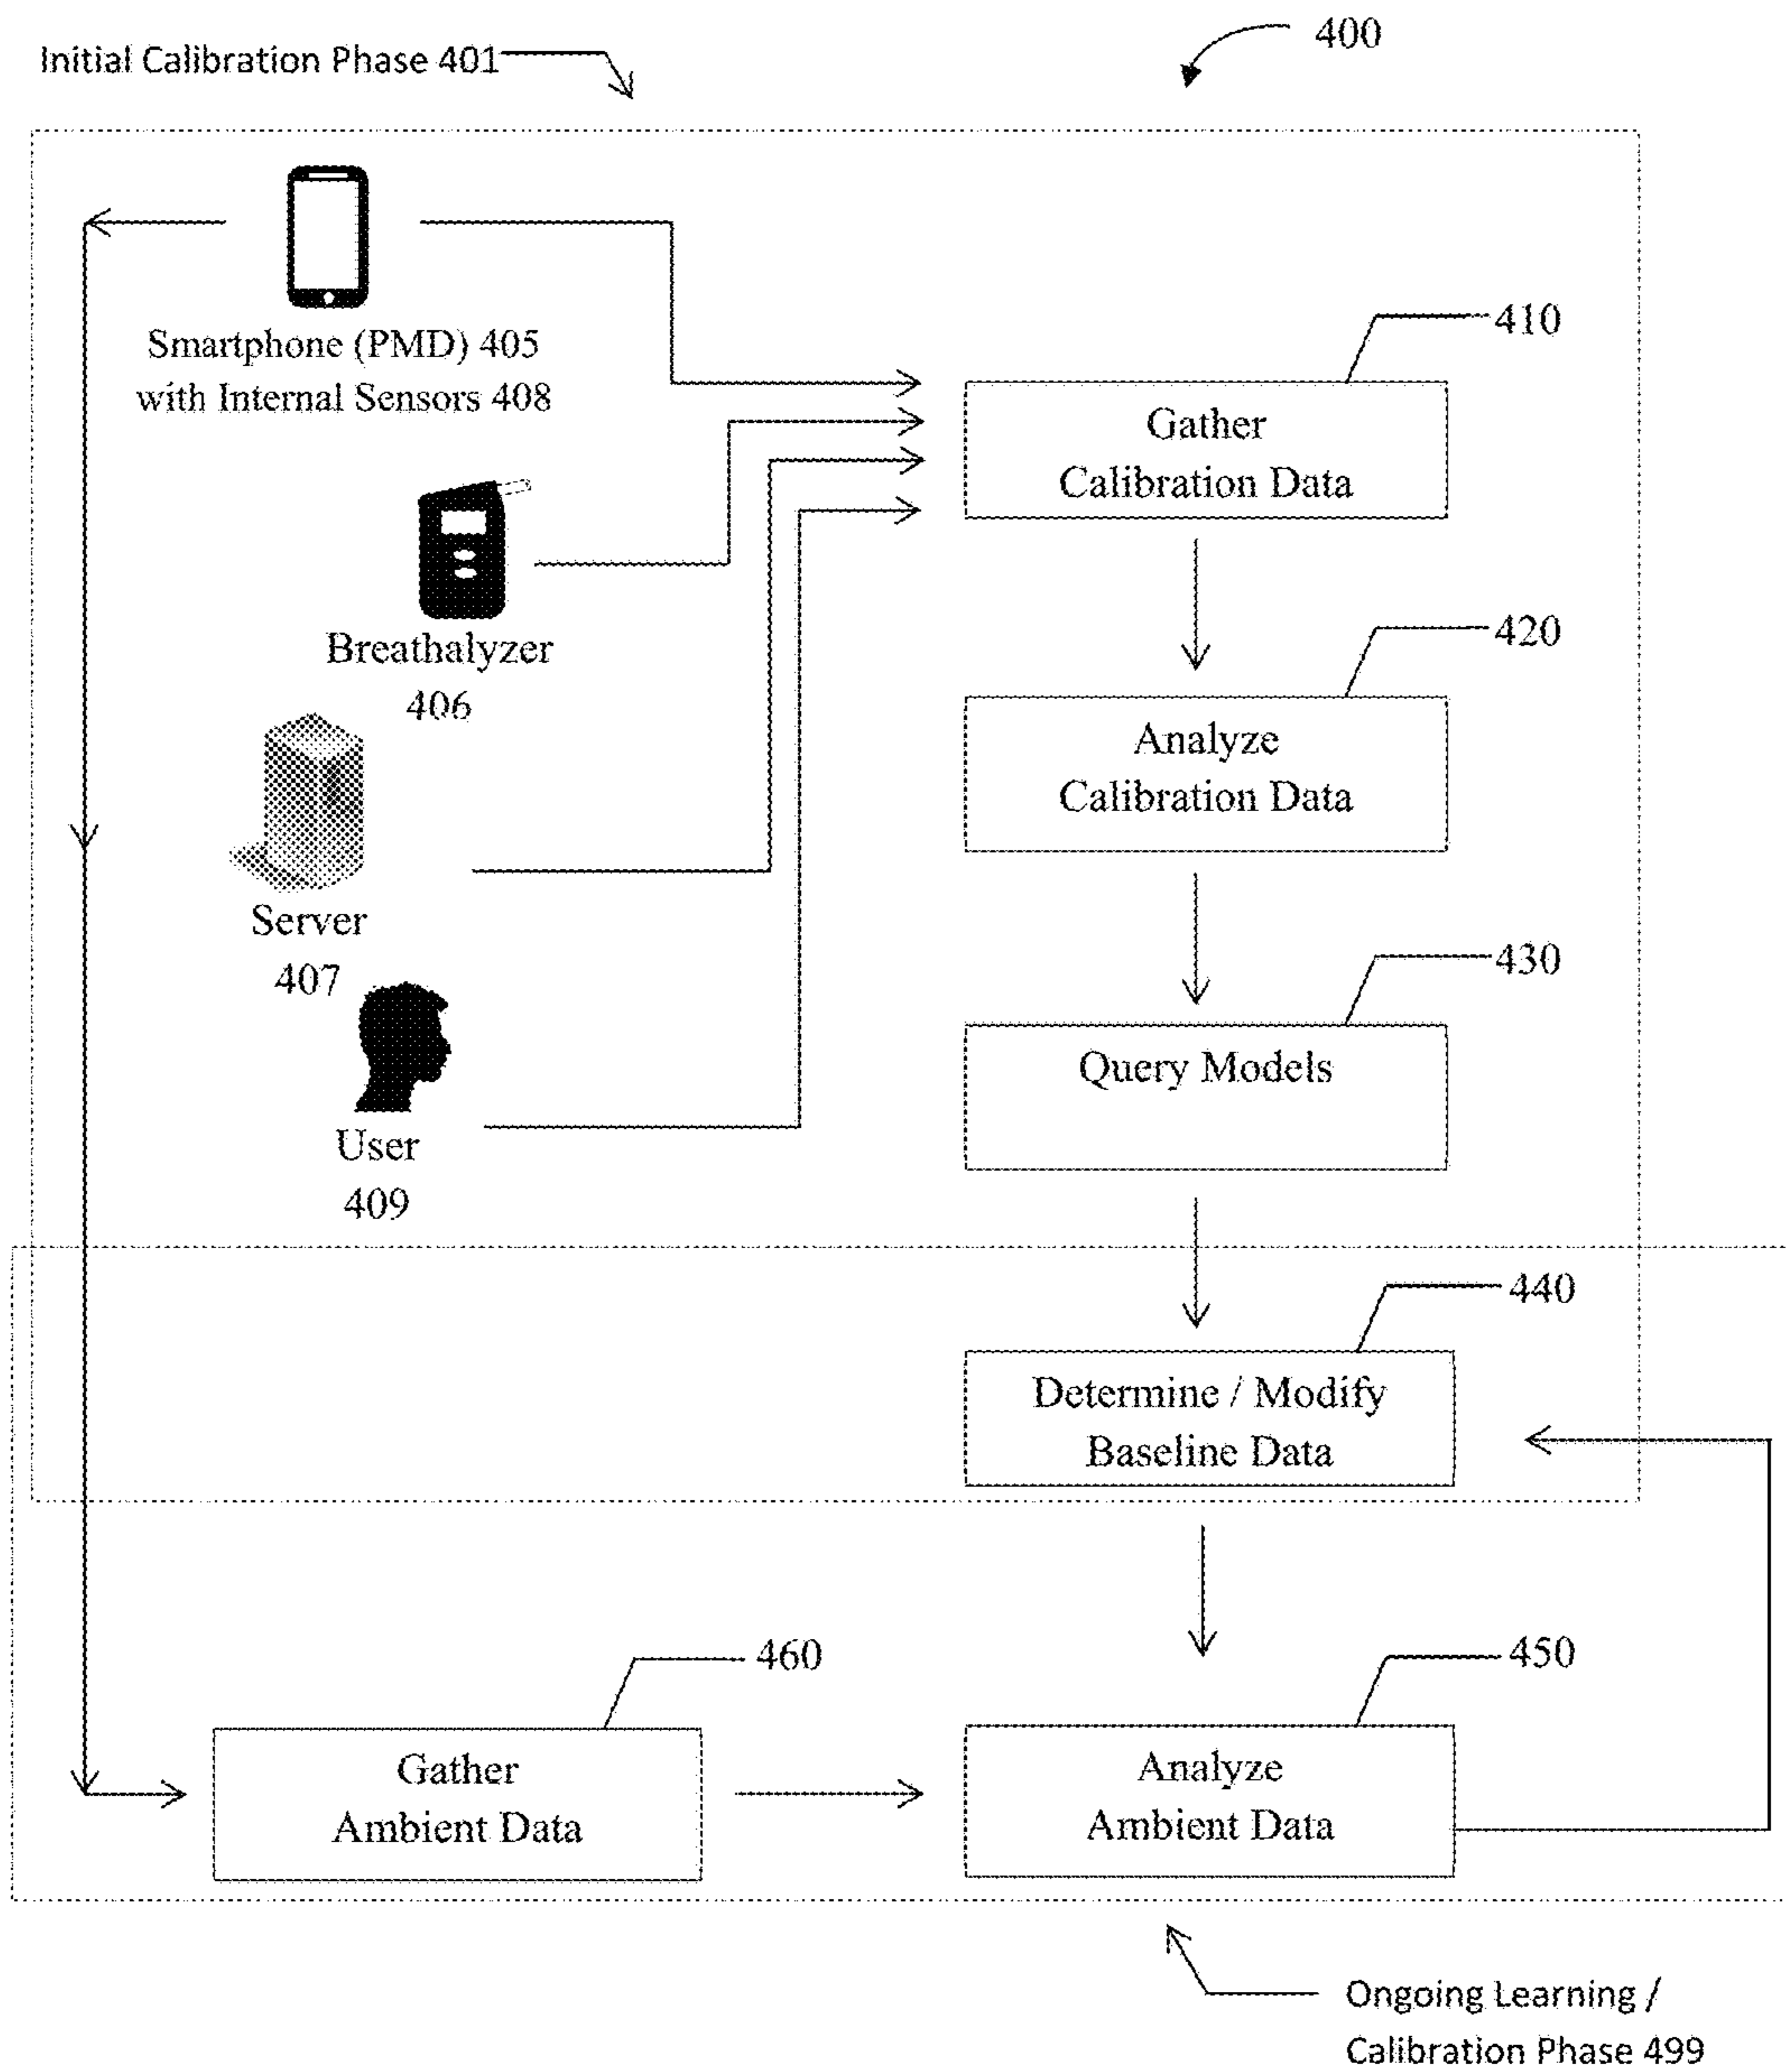 Initial Calibration Phase 401
400
Smartphone (PMD) 405
with Internal Sensors 408
410
Gather
Calibration Data
Breathalyzer
406
420
Analyze
Calibration Data
Server
407
430
Query Models
User
409
440
Determine / Modify
Baseline Data
460
Gather
Ambient Data
450
Analyze
Ambient Data
Ongoing Learning /
Calibration Phase 499